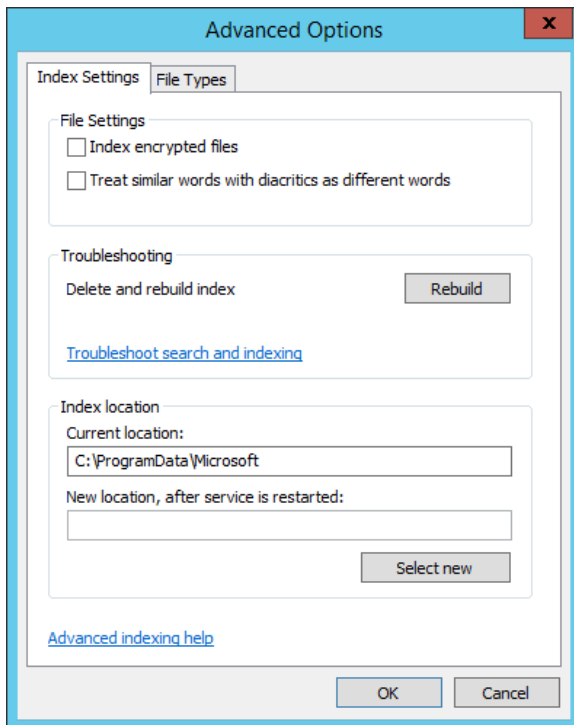 Advanced Options
x
Index Settings
File Types
File Settings
Index encrypted files
Treat similar words with diacritics as different words
Troubleshooting
Delete and rebuild index
Rebuild
Troubleshoot search and indexing
Index location
Current location:
C:\ProgramData\Microsoft
New location, after service is restarted:
Select new
Advanced indexing help
OK
Cancel